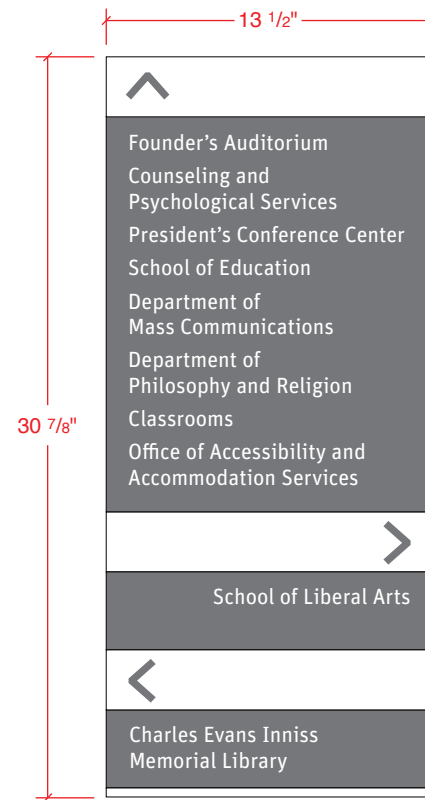 13 1/2"
Founder's Auditorium
Counseling and
Psychological Services
President's Conference Center
School of Education
Department of
Mass Communications
Department of
Philosophy and Religion
30 7/8"
Classrooms
Office of Accessibility and
Accommodation Services
School of Liberal Arts
Charles Evans Inniss
Memorial Library